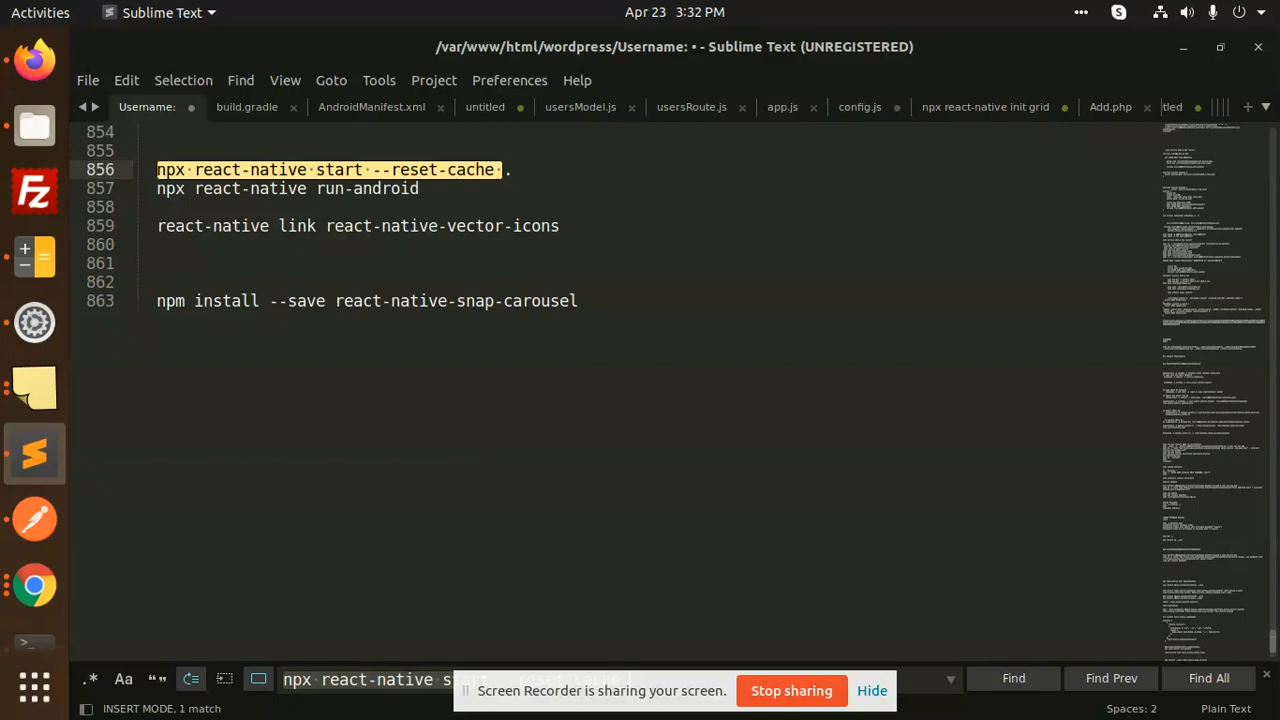 Activities
Sublime Text
Apr 23 3:32 PM
/var/www/html/wordpress/Username: • - Sublime Text (UNREGISTERED)
File Edit Selection Find View Goto Tools Project Preferences Help
Username: build.gradle AndroidManifest.xml untitled usersModel.js usersRoute.js app.js config.js npx react-native init grid Add.php tled
854
855
856 npx react-native start --reset-cache .
857 npx react-native run-android
858
859 react-native link react-native-vector-icons
860
861
862
863 npm install --save react-native-snap-carousel
.* Aa npx react-native start --reset-cache
Find Find Prev Find All
Screen Recorder is sharing your screen. Stop sharing Hide
INSERT MODE, 1 match
Spaces: 2 Plain Text